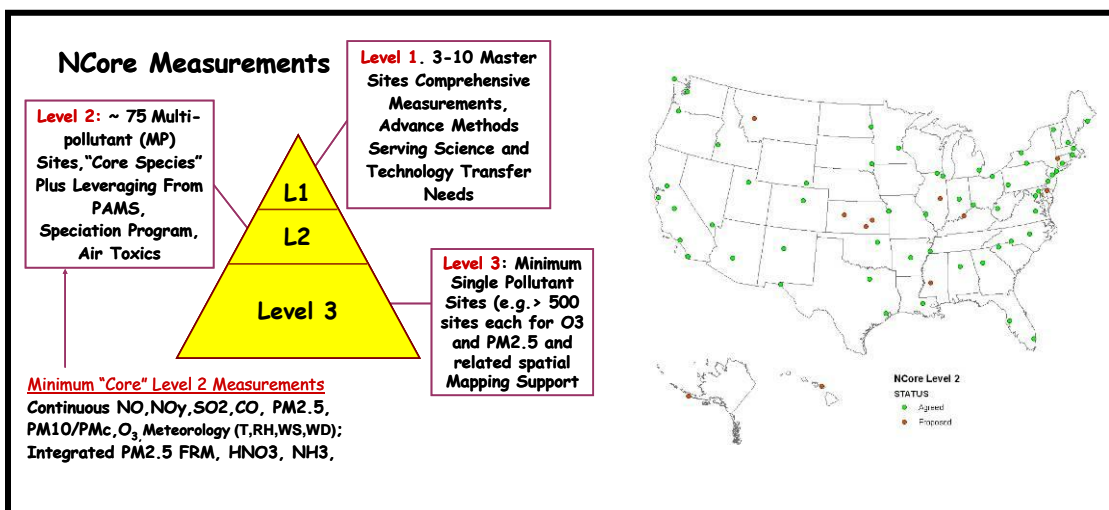 NCore Measurements
Level 1. 3-10 Master
Sites Comprehensive
Measurements,
Advance Methods
Serving Science and
Technology Transfer
Needs
Level 2: ~ 75 Multi-
pollutant (MP)
Sites,“Core Species”
Plus Leveraging From
PAMS,
Speciation Program,
Air Toxics
L1
L2
Level 3
Level 3: Minimum
Single Pollutant
Sites (e.g.> 500
sites each for O3
and PM2.5 and
related spatial
Mapping Support
Minimum “Core” Level 2 Measurements
Continuous NO,NOy,SO2,CO, PM2.5,
PM10/PMc,O3, Meteorology (T,RH,WS,WD);
Integrated PM2.5 FRM, HNO3, NH3,
NCore Level 2
STATUS
Agreed
Proposed